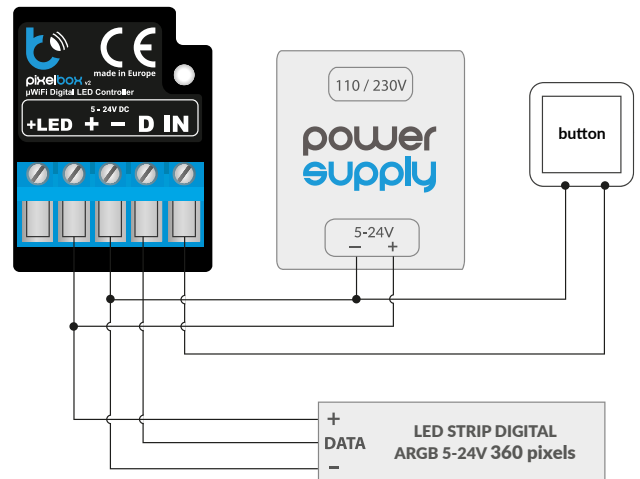 CE
made in Europe
pixelbox v2
µWiFi Digital LED Controller
5 - 24V DC
+LED + - D IN
110 / 230V
power
supply
5-24V
- +
button
+
DATA
-
LED STRIP DIGITAL
ARGB 5-24V 360 pixels